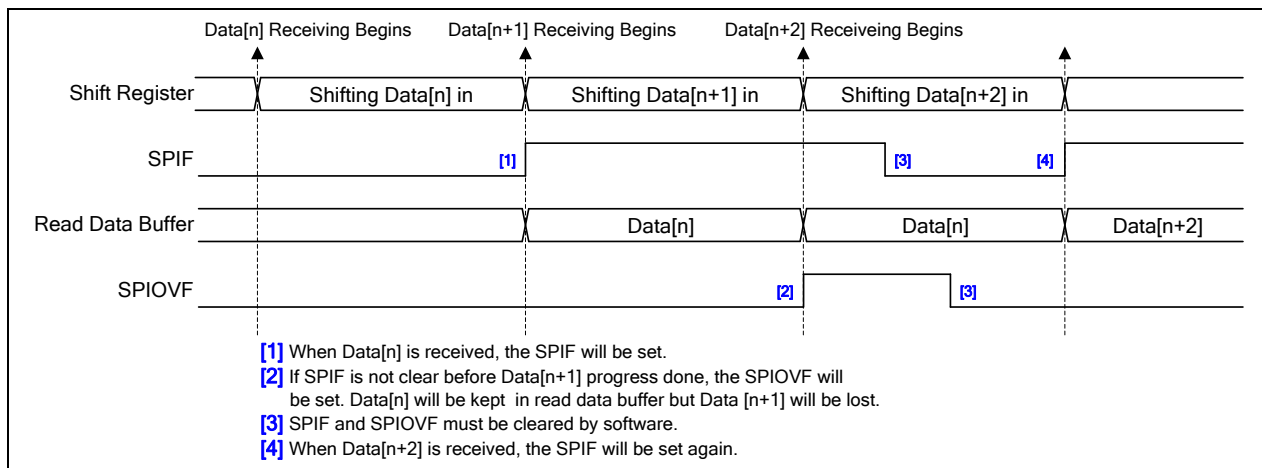 Data[n] Receiving Begins Data[n+1] Receiving Begins Data[n+2] Receiveing Begins
Shift Register Shifting Data[n] in Shifting Data[n+1] in Shifting Data[n+2] in
SPIF [1] [3] [4]
Read Data Buffer Data[n] Data[n] Data[n+2]
SPIOVF [2] [3]
[1] When Data[n] is received, the SPIF will be set.
[2] If SPIF is not clear before Data[n+1] progress done, the SPIOVF will
be set. Data[n] will be kept in read data buffer but Data [n+1] will be lost.
[3] SPIF and SPIOVF must be cleared by software.
[4] When Data[n+2] is received, the SPIF will be set again.